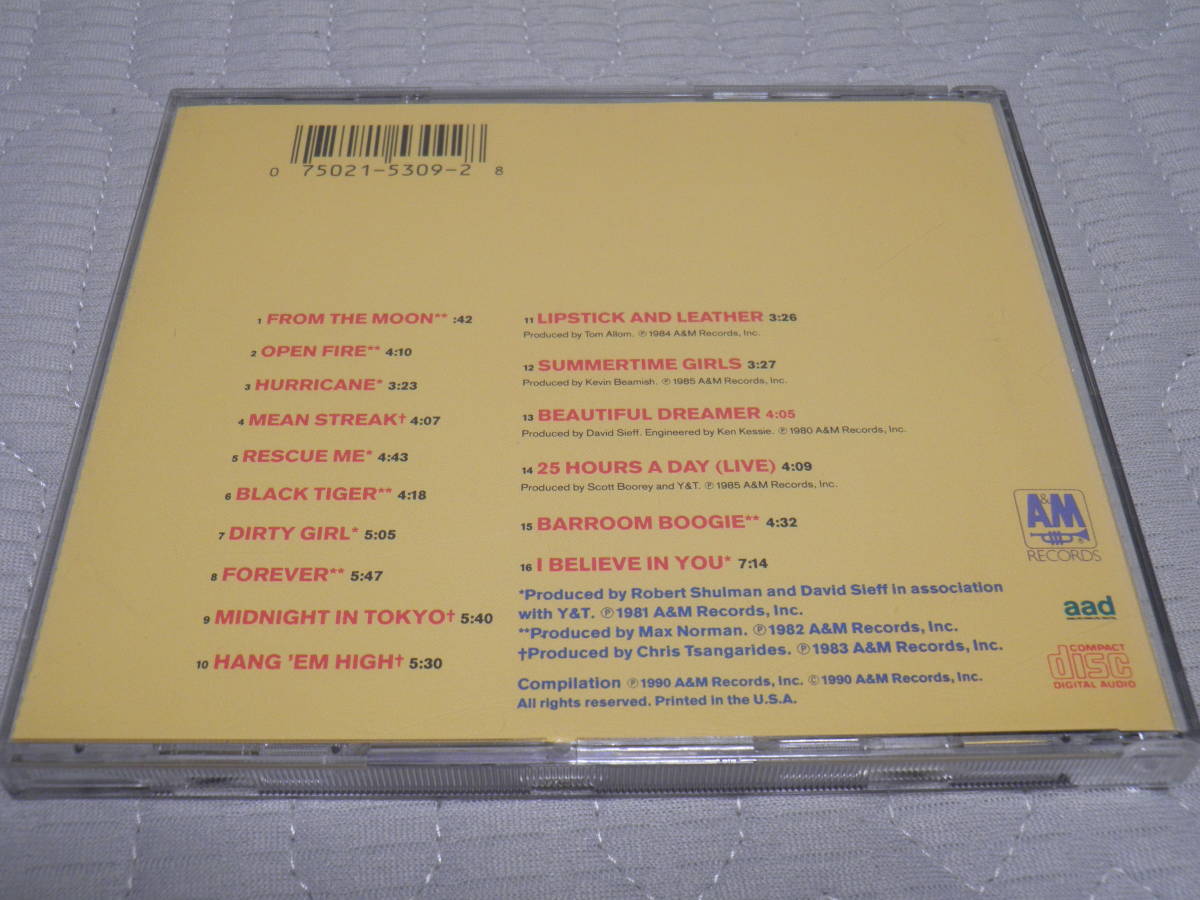 0 75021-5309-2 8
1 FROM THE MOON** :42
2 OPEN FIRE** 4:10
3 HURRICANE* 3:23
4 MEAN STREAK† 4:07
5 RESCUE ME* 4:43
6 BLACK TIGER** 4:18
7 DIRTY GIRL* 5:05
8 FOREVER** 5:47
9 MIDNIGHT IN TOKYO† 5:40
10 HANG 'EM HIGH† 5:30
11 LIPSTICK AND LEATHER 3:26
Produced by Tom Allom. ℗ 1984 A&M Records, Inc.
12 SUMMERTIME GIRLS 3:27
Produced by Kevin Beamish. ℗ 1985 A&M Records, Inc.
13 BEAUTIFUL DREAMER 4:05
Produced by David Sieff. Engineered by Ken Kessie. ℗ 1980 A&M Records, Inc.
14 25 HOURS A DAY (LIVE) 4:09
Produced by Scott Boorey and Y&T. ℗ 1985 A&M Records, Inc.
15 BARROOM BOOGIE** 4:32
16 I BELIEVE IN YOU* 7:14
*Produced by Robert Shulman and David Sieff in association
with Y&T. ℗ 1981 A&M Records, Inc.
**Produced by Max Norman. ℗ 1982 A&M Records, Inc.
†Produced by Chris Tsangarides. ℗ 1983 A&M Records, Inc.
Compilation ℗ 1990 A&M Records, Inc. © 1990 A&M Records, Inc.
All rights reserved. Printed in the U.S.A.
A&M
RECORDS
aad
COMPACT
disc
DIGITAL AUDIO